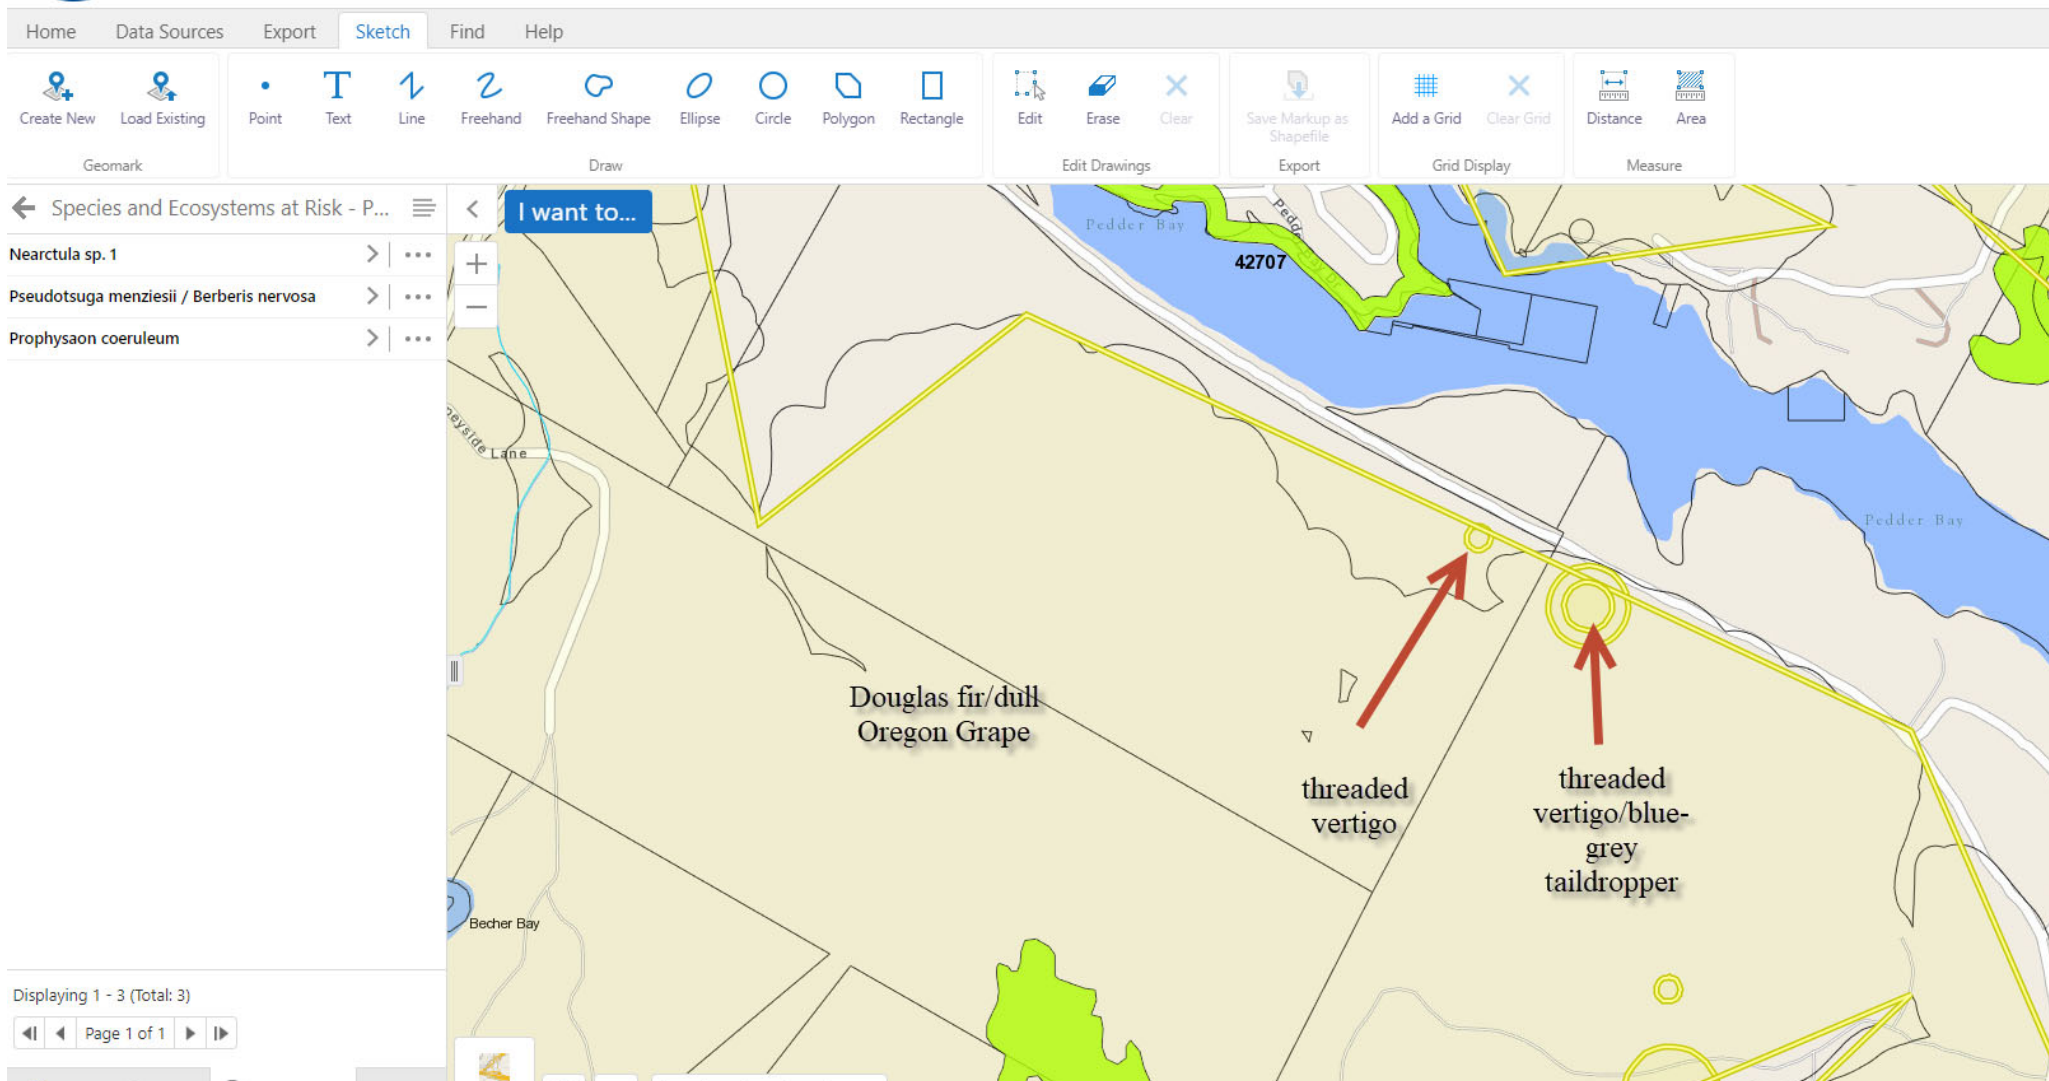 Home Data Sources Export Sketch Find Help
Create New Load Existing Point Text Line Freehand Freehand Shape Ellipse Circle Polygon Rectangle Edit Erase Clear Save Markup as Shapefile Add a Grid Clear Grid Distance Area
Geomark Draw Edit Drawings Export Grid Display Measure
Species and Ecosystems at Risk - P...
I want to...
Nearctula sp. 1
Pseudotsuga menziesii / Berberis nervosa
Prophysaon coeruleum
Pedder Bay
Pedder Bay Dr
42707
eyside Lane
Pedder Bay
Douglas fir/dull
Oregon Grape
threaded
vertigo
threaded
vertigo/blue-
grey
taildropper
Becher Bay
Displaying 1 - 3 (Total: 3)
Page 1 of 1